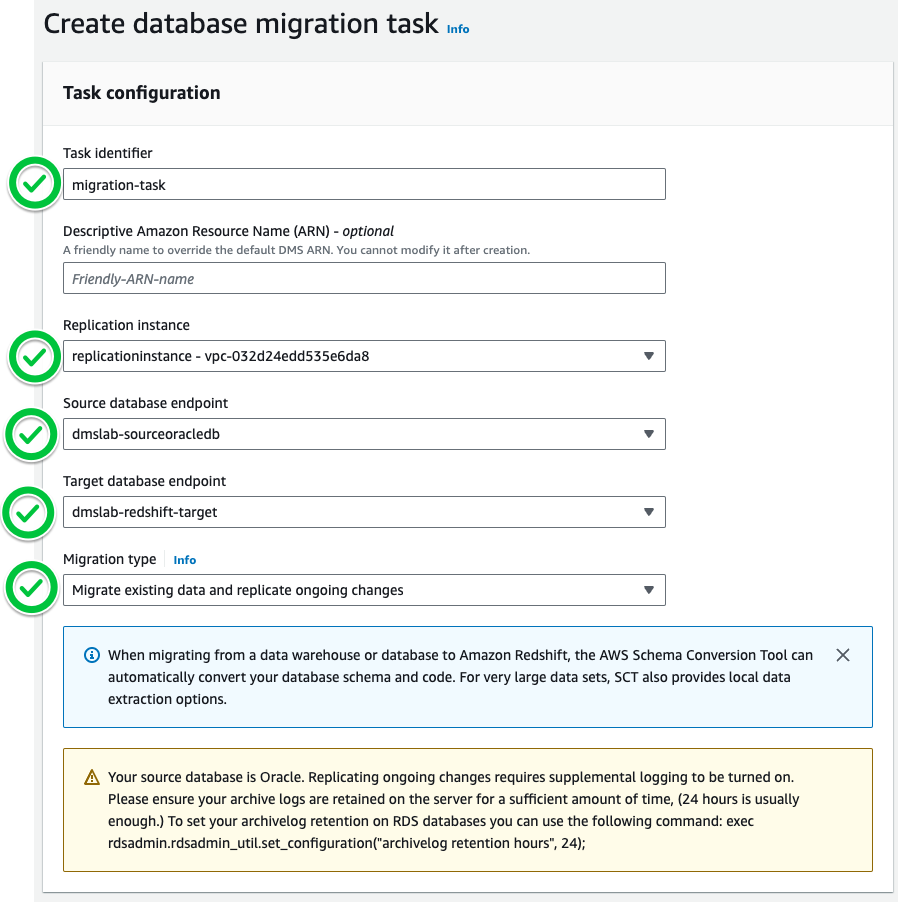 Create database migration task Info
Task configuration
Task identifier
migration-task
Descriptive Amazon Resource Name (ARN) - optional
A friendly name to override the default DMS ARN. You cannot modify it after creation.
Friendly-ARN-name
Replication instance
replicationinstance - vpc-032d24edd535e6da8
Source database endpoint
dmslab-sourceoracledb
Target database endpoint
dmslab-redshift-target
Migration type Info
Migrate existing data and replicate ongoing changes
When migrating from a data warehouse or database to Amazon Redshift, the AWS Schema Conversion Tool can
automatically convert your database schema and code. For very large data sets, SCT also provides local data
extraction options.
Your source database is Oracle. Replicating ongoing changes requires supplemental logging to be turned on.
Please ensure your archive logs are retained on the server for a sufficient amount of time, (24 hours is usually
enough.) To set your archivelog retention on RDS databases you can use the following command: exec
rdsadmin.rdsadmin_util.set_configuration("archivelog retention hours", 24);